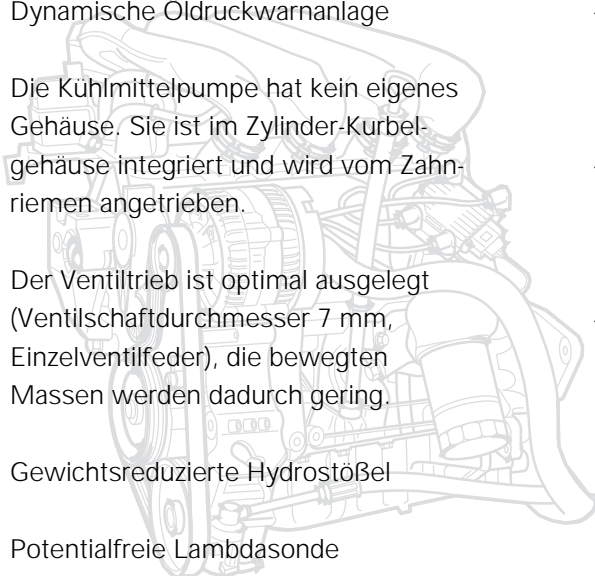 Dynamische Öldruckwarnanlage
Die Kühlmittelpumpe hat kein eigenes
Gehäuse. Sie ist im Zylinder-Kurbel-
gehäuse integriert und wird vom Zahn-
riemen angetrieben.
Der Ventiltrieb ist optimal ausgelegt
(Ventilschaftdurchmesser 7 mm,
Einzelventilfeder), die bewegten
Massen werden dadurch gering.
Gewichtsreduzierte Hydrostößel
Potentialfreie Lambdasonde